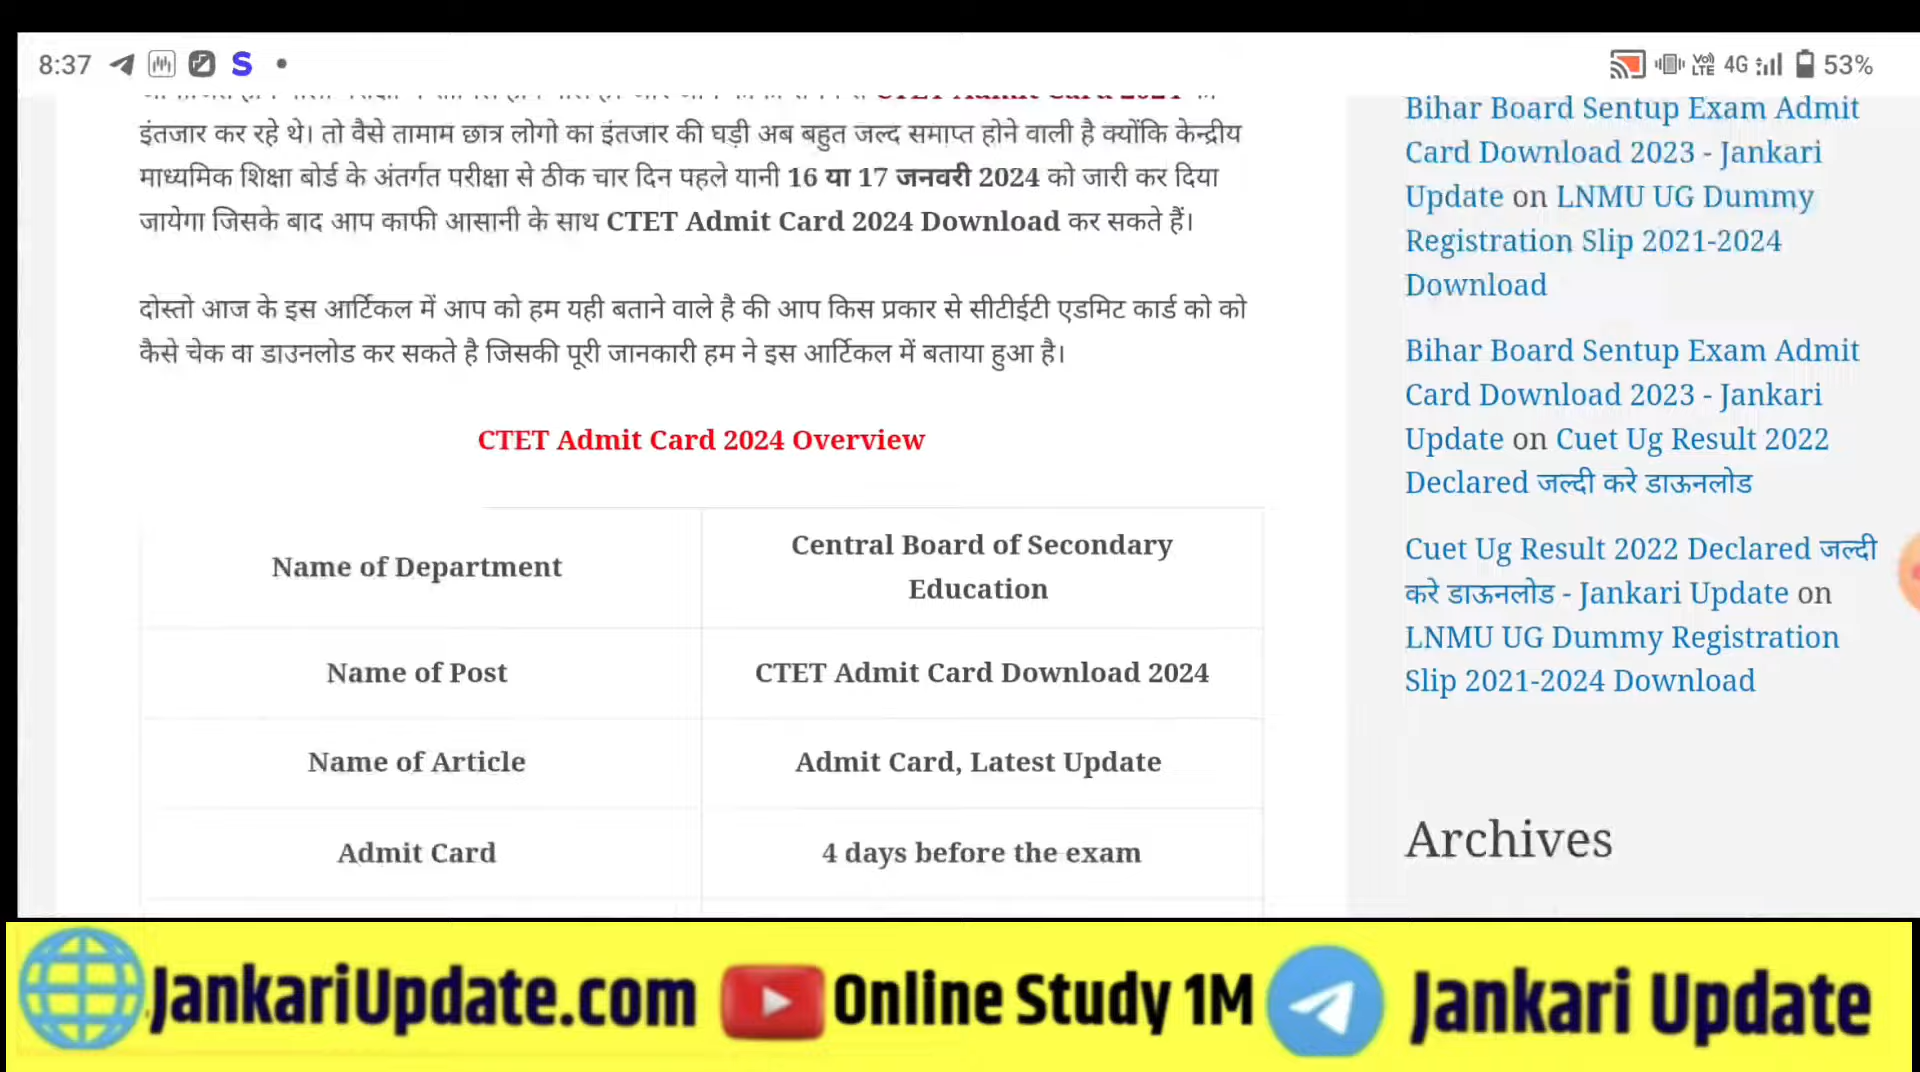 8:37
4G 53%
CTET Admit Card 2024
इंतजार कर रहे थे। तो वैसे तामाम छात्र लोगो का इंतजार की घड़ी अब बहुत जल्द समाप्त होने वाली है क्योंकि केन्द्रीय
माध्यमिक शिक्षा बोर्ड के अंतर्गत परीक्षा से ठीक चार दिन पहले यानी 16 या 17 जनवरी 2024 को जारी कर दिया
जायेगा जिसके बाद आप काफी आसानी के साथ CTET Admit Card 2024 Download कर सकते हैं।
दोस्तो आज के इस आर्टिकल में आप को हम यही बताने वाले है की आप किस प्रकार से सीटीईटी एडमिट कार्ड को को
कैसे चेक वा डाउनलोड कर सकते है जिसकी पूरी जानकारी हम ने इस आर्टिकल में बताया हुआ है।
CTET Admit Card 2024 Overview
Name of Department
Central Board of Secondary
Education
Name of Post
CTET Admit Card Download 2024
Name of Article
Admit Card, Latest Update
Admit Card
4 days before the exam
Bihar Board Sentup Exam Admit
Card Download 2023 - Jankari
Update on LNMU UG Dummy
Registration Slip 2021-2024
Download
Bihar Board Sentup Exam Admit
Card Download 2023 - Jankari
Update on Cuet Ug Result 2022
Declared जल्दी करे डाऊनलोड
Cuet Ug Result 2022 Declared जल्दी
करे डाऊनलोड - Jankari Update on
LNMU UG Dummy Registration
Slip 2021-2024 Download
Archives
JankariUpdate.com Online Study 1M Jankari Update